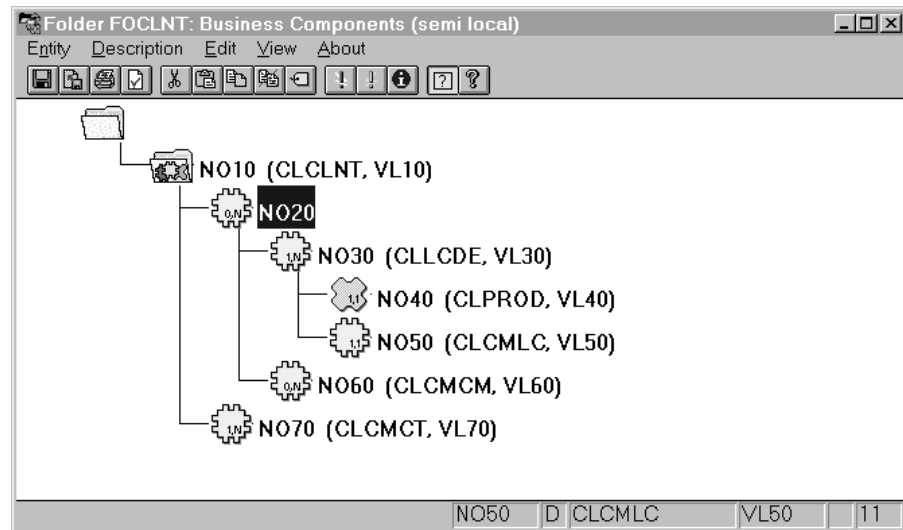 Folder FOCLNT: Business Components (semi local)
Entity Description Edit View About
NO10 (CLCLNT, VL10)
0,N NO20
1,N NO30 (CLLCDE, VL30)
1,1 NO40 (CLPROD, VL40)
1,1 NO50 (CLCMLC, VL50)
0,N NO60 (CLCMCM, VL60)
1,N NO70 (CLCMCT, VL70)
NO50 D CLCMLC VL50 11